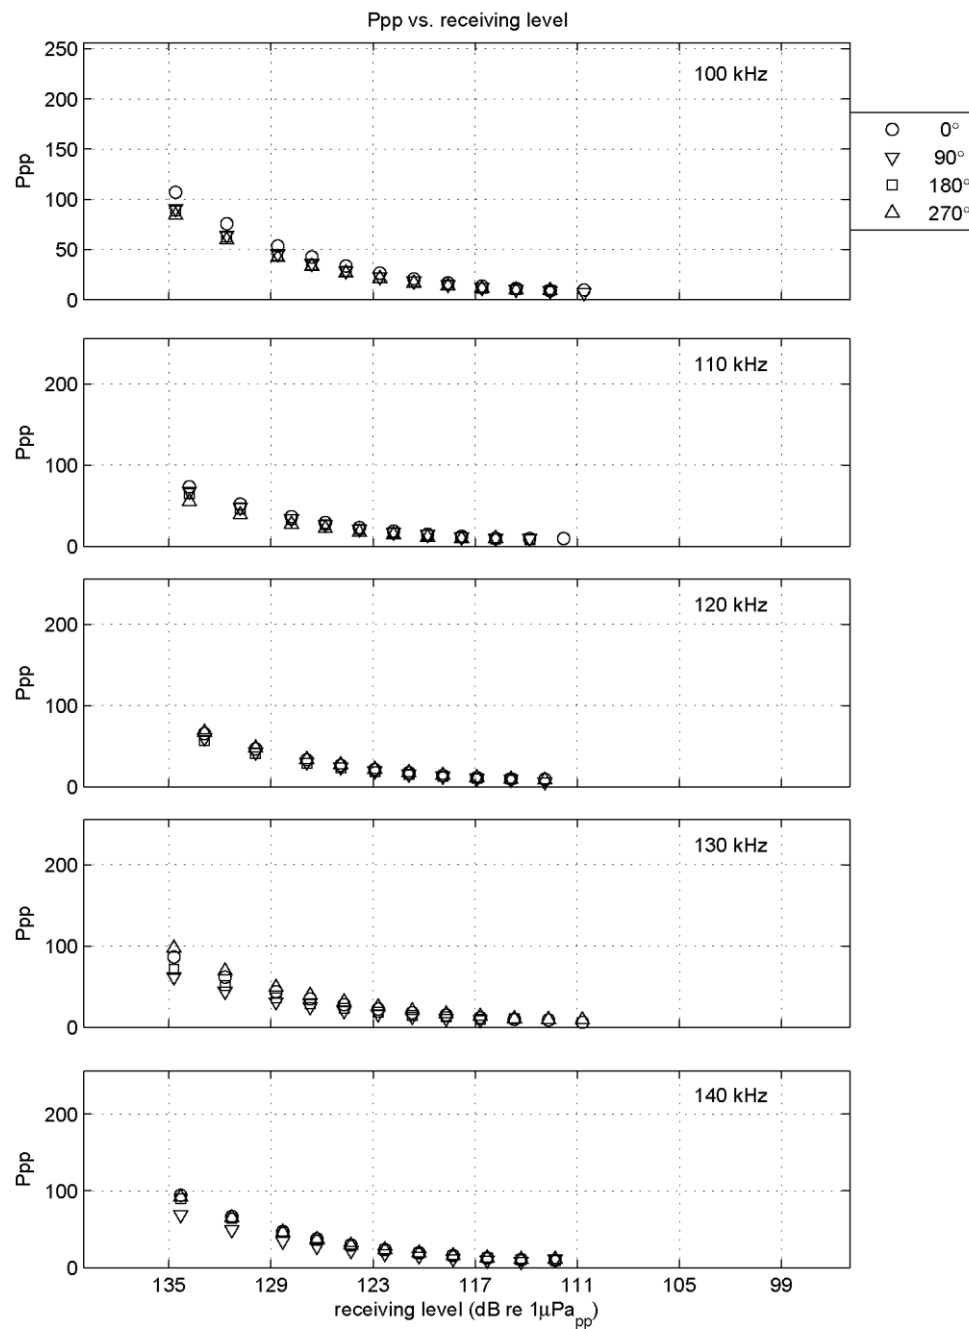 Ppp vs. receiving level
250
200
150
100
50
0
Ppp
100 kHz
0°
90°
180°
270°
200
100
0
Ppp
110 kHz
200
100
0
Ppp
120 kHz
200
100
0
Ppp
130 kHz
200
100
0
Ppp
140 kHz
135 129 123 117 111 105 99
receiving level (dB re 1μPapp)